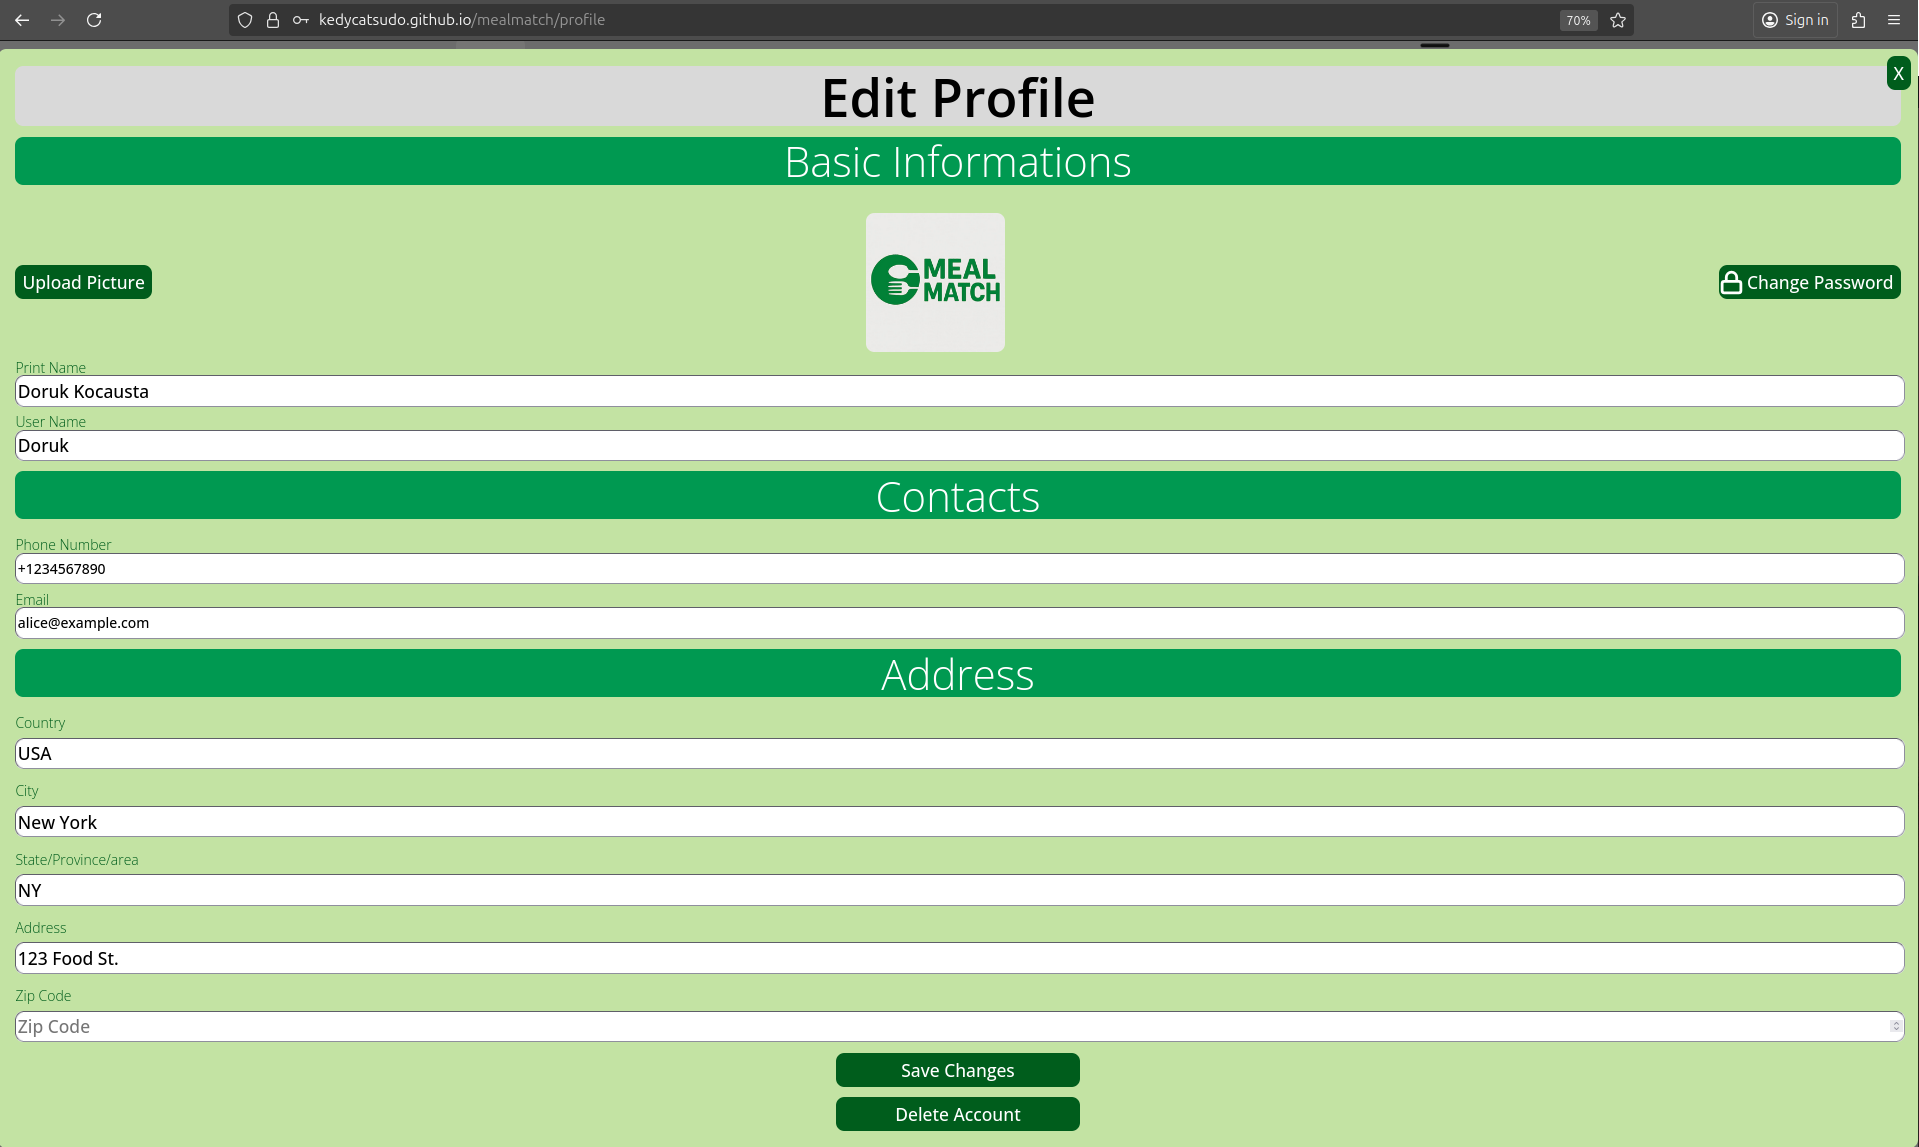 kedycatsudo.github.io/mealmatch/profile
70%
Sign in
X
Edit Profile
Basic Informations
Upload Picture
MEAL
MATCH
Change Password
Print Name
Doruk Kocausta
User Name
Doruk
Contacts
Phone Number
+1234567890
Email
alice@example.com
Address
Country
USA
City
New York
State/Province/area
NY
Address
123 Food St.
Zip Code
Zip Code
Save Changes
Delete Account